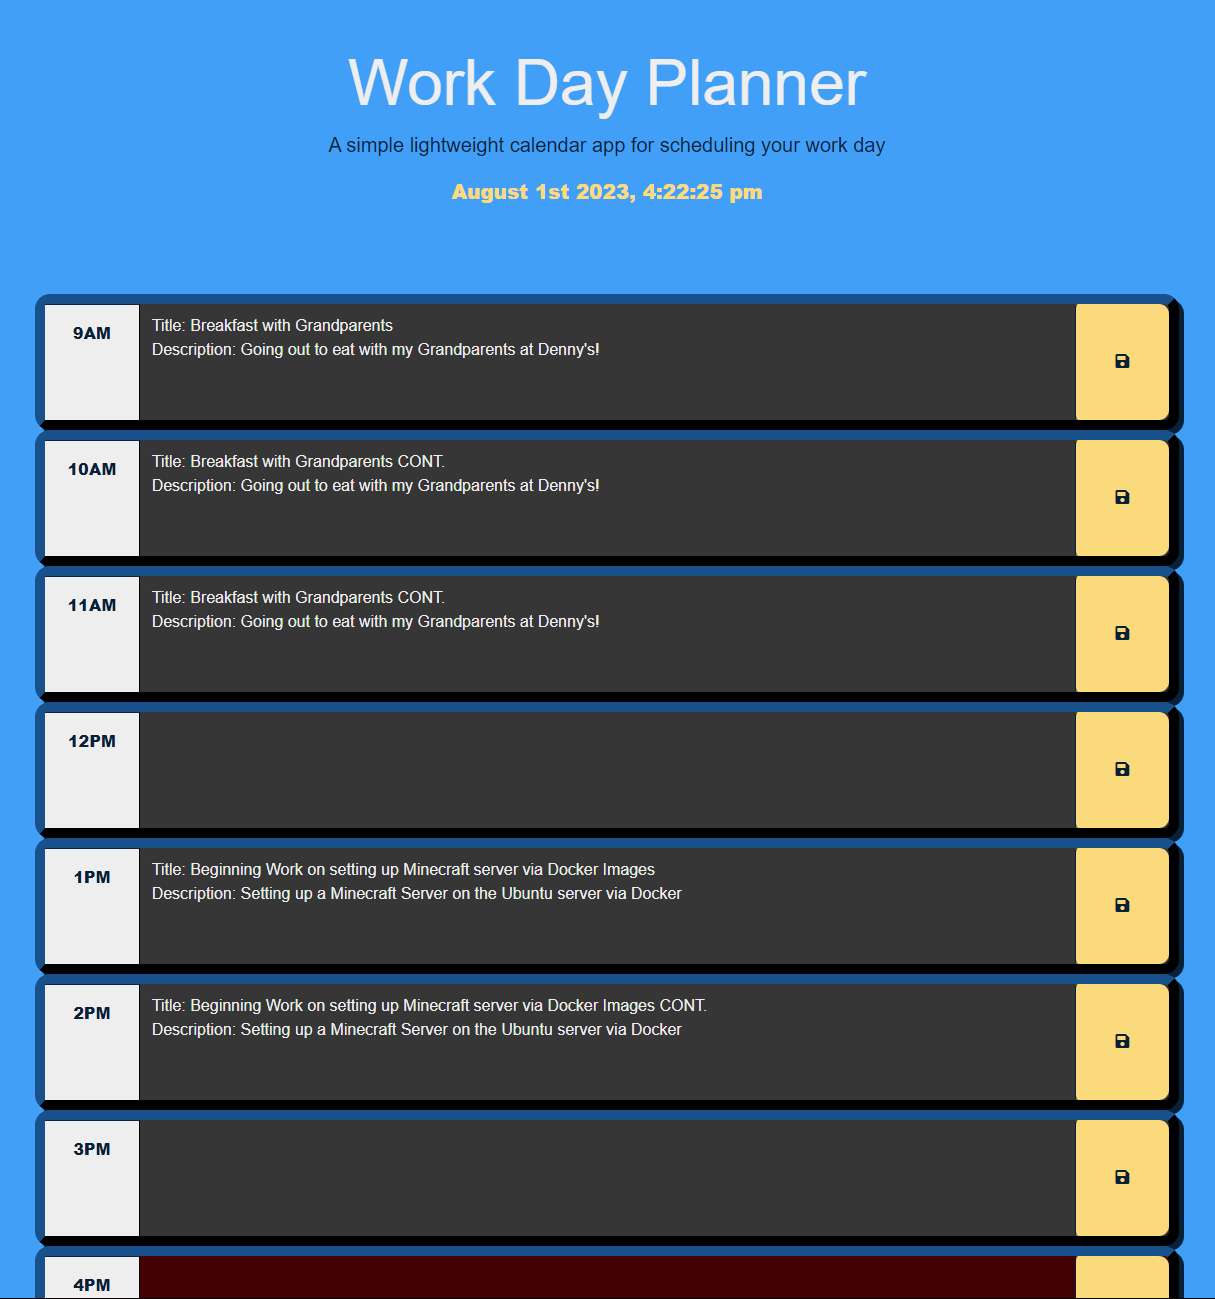 Work Day Planner
A simple lightweight calendar app for scheduling your work day
August 1st 2023, 4:22:25 pm
9AM
Title: Breakfast with Grandparents
Description: Going out to eat with my Grandparents at Denny's!
10AM
Title: Breakfast with Grandparents CONT.
Description: Going out to eat with my Grandparents at Denny's!
11AM
Title: Breakfast with Grandparents CONT.
Description: Going out to eat with my Grandparents at Denny's!
12PM
1PM
Title: Beginning Work on setting up Minecraft server via Docker Images
Description: Setting up a Minecraft Server on the Ubuntu server via Docker
2PM
Title: Beginning Work on setting up Minecraft server via Docker Images CONT.
Description: Setting up a Minecraft Server on the Ubuntu server via Docker
3PM
4PM